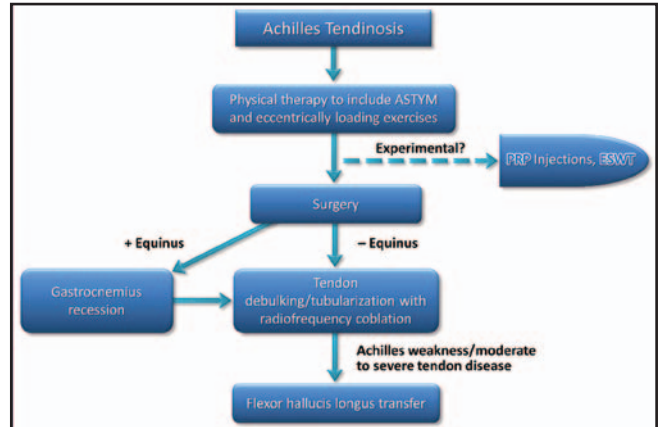 Achilles Tendinosis
Physical therapy to include ASTYM
and eccentrically loading exercises
Experimental?
PRP Injections, ESWT
Surgery
+ Equinus
– Equinus
Gastrocnemius
recession
Tendon
debulking/tubularization with
radiofrequency coblation
Achilles weakness/moderate
to severe tendon disease
Flexor hallucis longus transfer